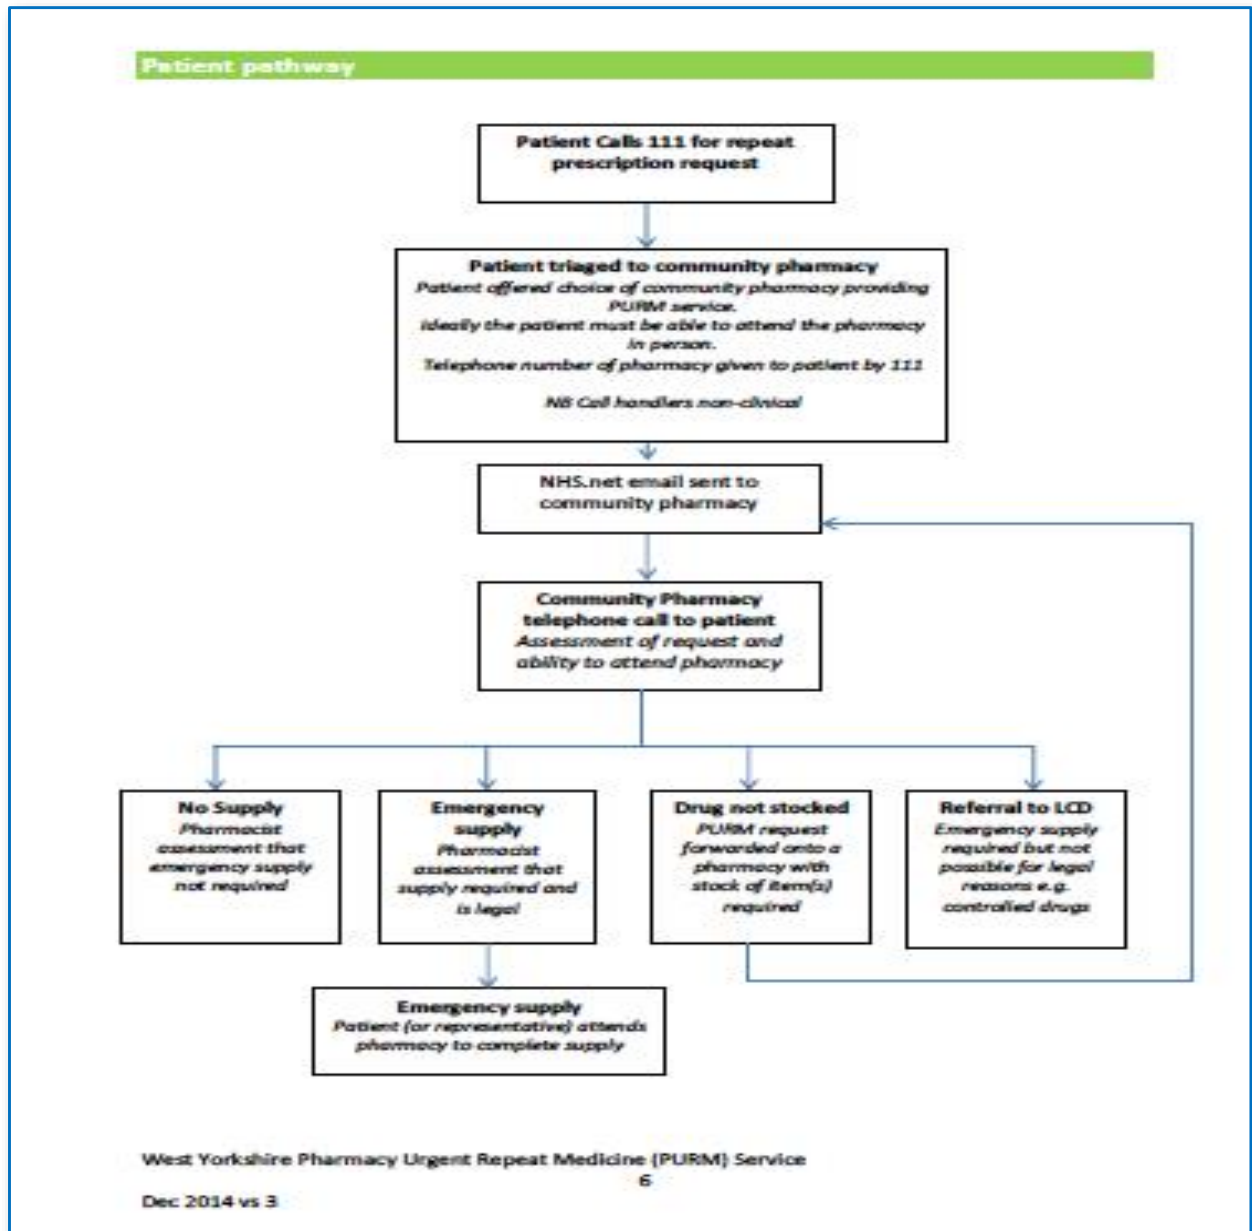 Patient pathway
Patient Calls 111 for repeat
prescription request
Patient triaged to community pharmacy
Patient offered choice of community pharmacy providing
PURM service.
Ideally the patient must be able to attend the pharmacy
in person.
Telephone number of pharmacy given to patient by 111
NB Call handlers non-clinical
NHS.net email sent to
community pharmacy
Community Pharmacy
telephone call to patient
Assessment of request and
ability to attend pharmacy
No Supply
Pharmacist
assessment that
emergency supply
not required
Emergency
supply
Pharmacist
assessment that
supply required and
is legal
Drug not stocked
PURM request
forwarded onto a
pharmacy with
stock of item(s)
required
Referral to LCD
Emergency supply
required but not
possible for legal
reasons e.g.
controlled drugs
Emergency supply
Patient (or representative) attends
pharmacy to complete supply
West Yorkshire Pharmacy Urgent Repeat Medicine (PURM) Service
6
Dec 2014 vs 3